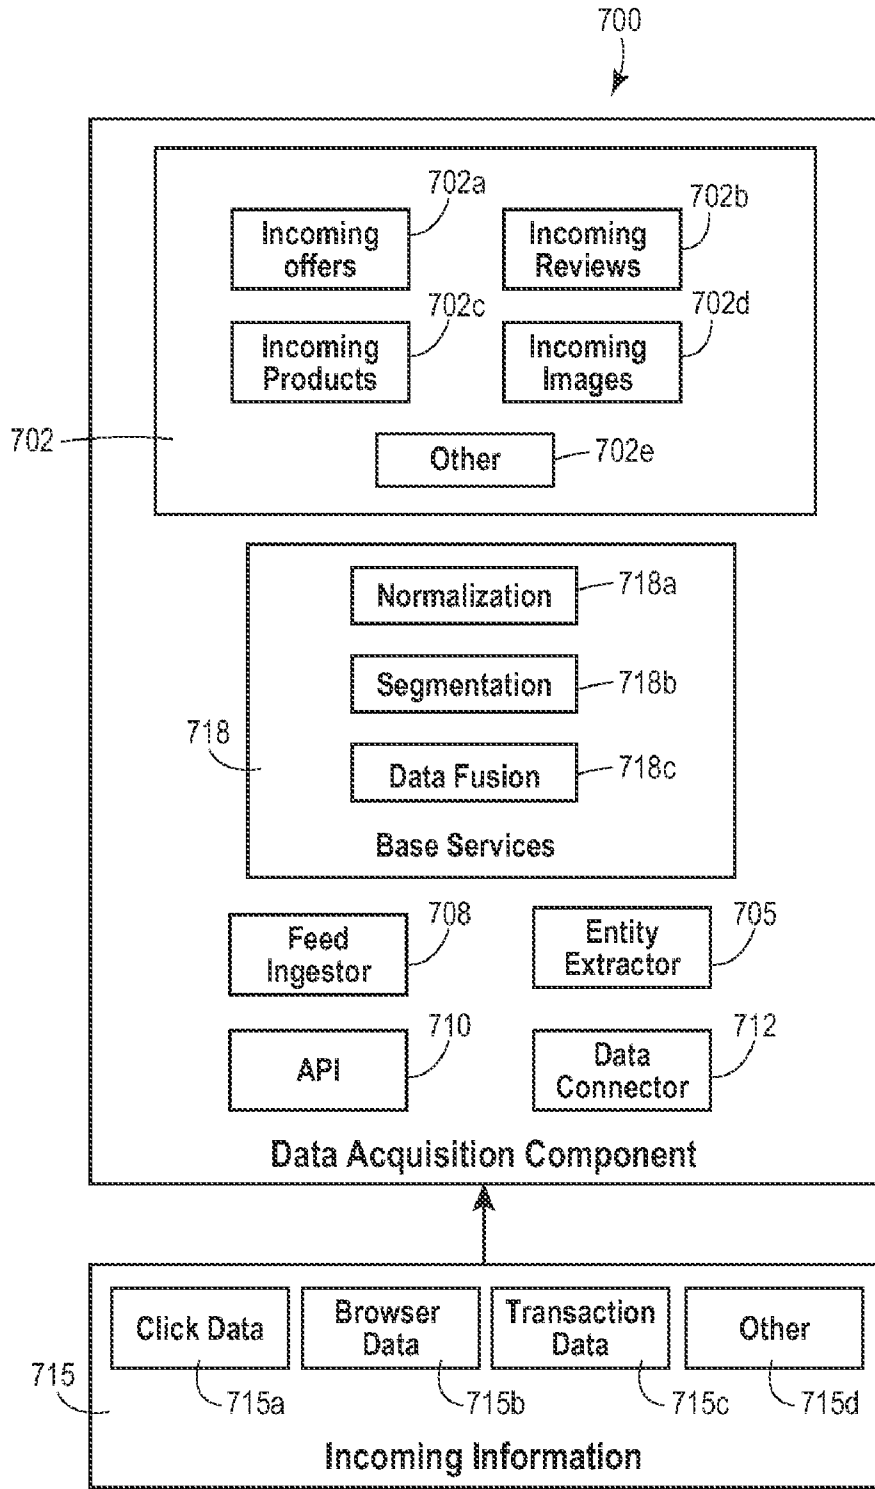 700
702a
702b
Incoming
offers
Incoming
Reviews
702c
702d
Incoming
Products
Incoming
Images
702
Other
702e
Normalization
718a
Segmentation
718b
718
Data Fusion
718c
Base Services
708
705
Feed
Ingestor
Entity
Extractor
710
712
API
Data
Connector
Data Acquisition Component
Click Data
Browser
Data
Transaction
Data
Other
715
715a
715b
715c
715d
Incoming Information